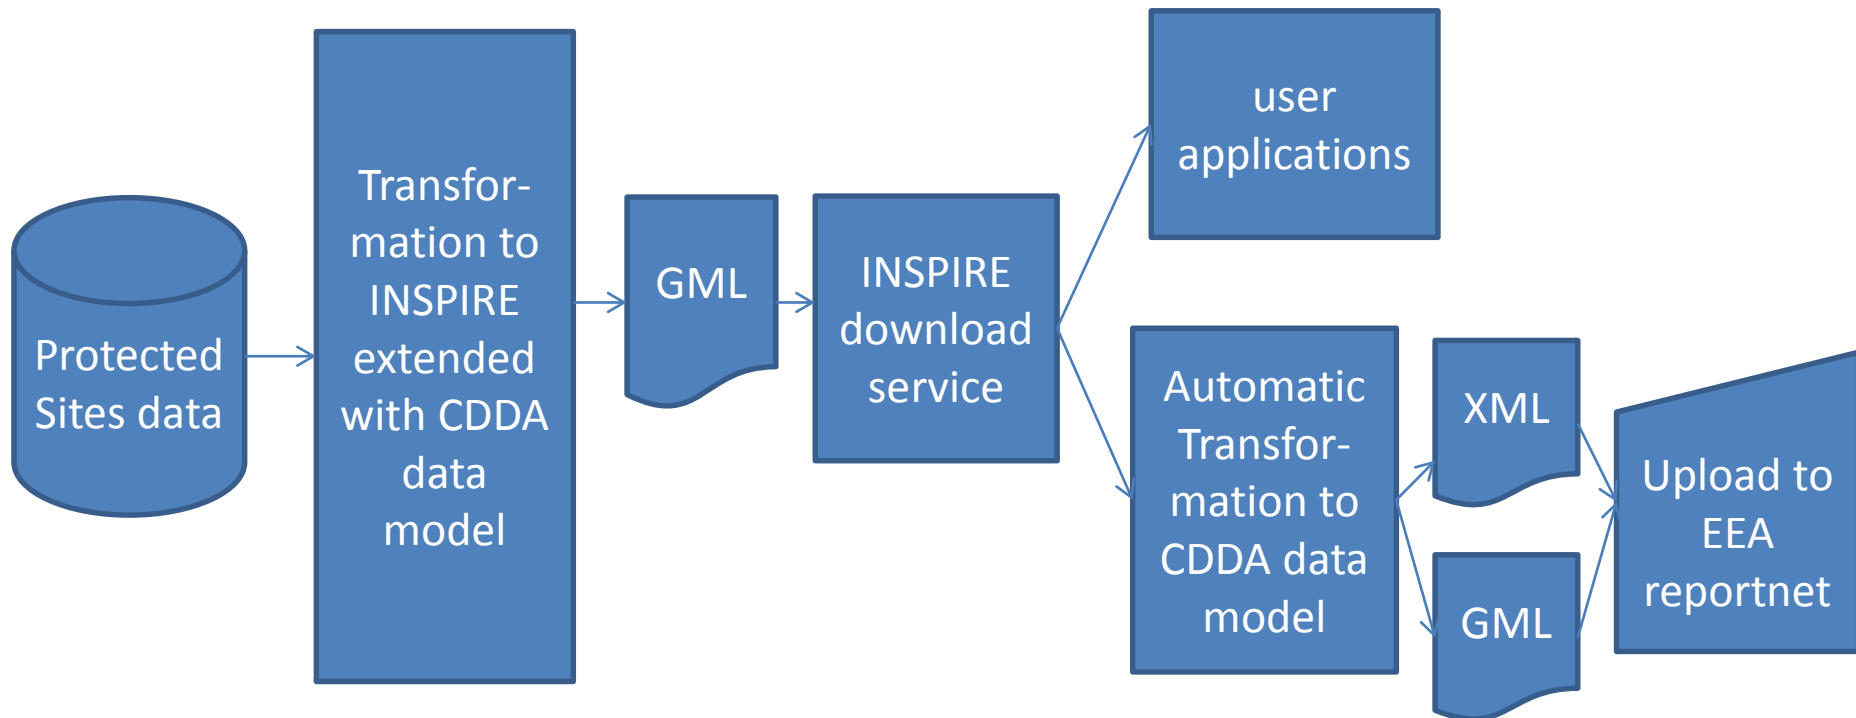 Protected
Sites data
Transfor-
mation to
INSPIRE
extended
with CDDA
data
model
GML
INSPIRE
download
service
user
applications
Automatic
Transfor-
mation to
CDDA data
model
XML
GML
Upload to
EEA
reportnet